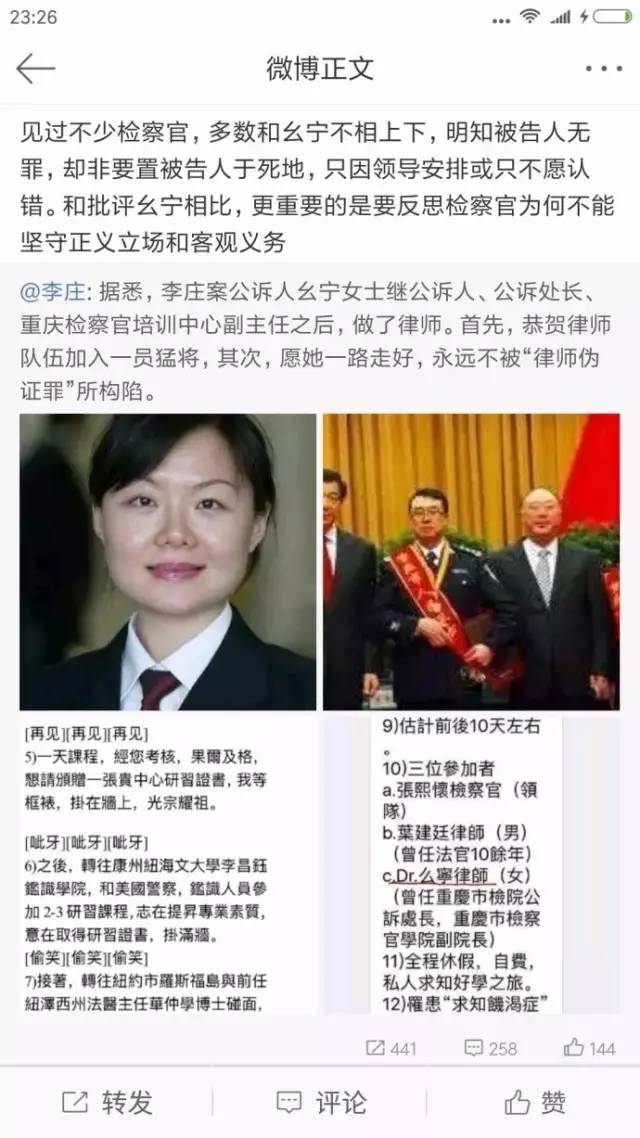 23:26
微博正文
见过不少检察官，多数和幺宁不相上下，明知被告人无
罪，却非要置被告人于死地，只因领导安排或只不愿认
错。和批评幺宁相比，更重要的是要反思检察官为何不能
坚守正义立场和客观义务
@李庄: 据悉，李庄案公诉人幺宁女士继公诉人、公诉处长、
重庆检察官培训中心副主任之后，做了律师。首先，恭贺律师
队伍加入一员猛将，其次，愿她一路走好，永远不被“律师伪
证罪”所构陷。
[再见][再见][再见]
5)一天課程，經您考核，果爾及格，
懇請頒贈一張貴中心研習證書，我等
框裱，掛在牆上，光宗耀祖。
[呲牙][呲牙][呲牙]
6)之後，轉往康州紐海文大學李昌鈺
鑑識學院，和美國警察，鑑識人員參
加 2-3 研習課程，志在提昇專業素質，
意在取得研習證書，掛滿牆。
[偷笑][偷笑][偷笑]
7)接著，轉往紐約市羅斯福島與前任
紐澤西州法醫主任華仲學博士碰面，
9)估計前後10天左右
。
10)三位參加者
a.張熙懷檢察官（領
隊）
b.葉建廷律師（男）
（曾任法官10餘年）
c.Dr.么寧律師（女）
（曾任重慶市檢院公
訴處長，重慶市檢察
官學院副院長）
11)全程休假，自費，
私人求知好學之旅。
12)罹患“求知饑渴症”
441
258
144
转发
评论
赞